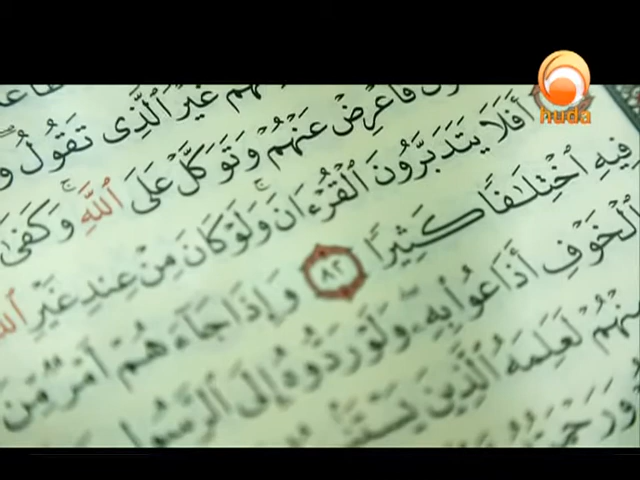 huda
غَيْرَ ٱلَّذِى تَقُولُ
فَأَعْرِضْ عَنْهُمْ وَتَوَكَّلْ عَلَى ٱللَّهِ ۚ وَكَفَىٰ
أَفَلَا يَتَدَبَّرُونَ ٱلْقُرْءَانَ ۚ وَلَوْ كَانَ مِنْ عِندِ غَيْرِ
فِيهِ ٱخْتِلَـٰفًا كَثِيرًا ٨٢ وَإِذَا جَآءَهُمْ أَمْرٌ مِّنَ
ٱلْخَوْفِ أَذَاعُوا۟ بِهِۦ ۖ وَلَوْ رَدُّوهُ إِلَى ٱلرَّسُولِ
لَعَلِمَهُ ٱلَّذِينَ